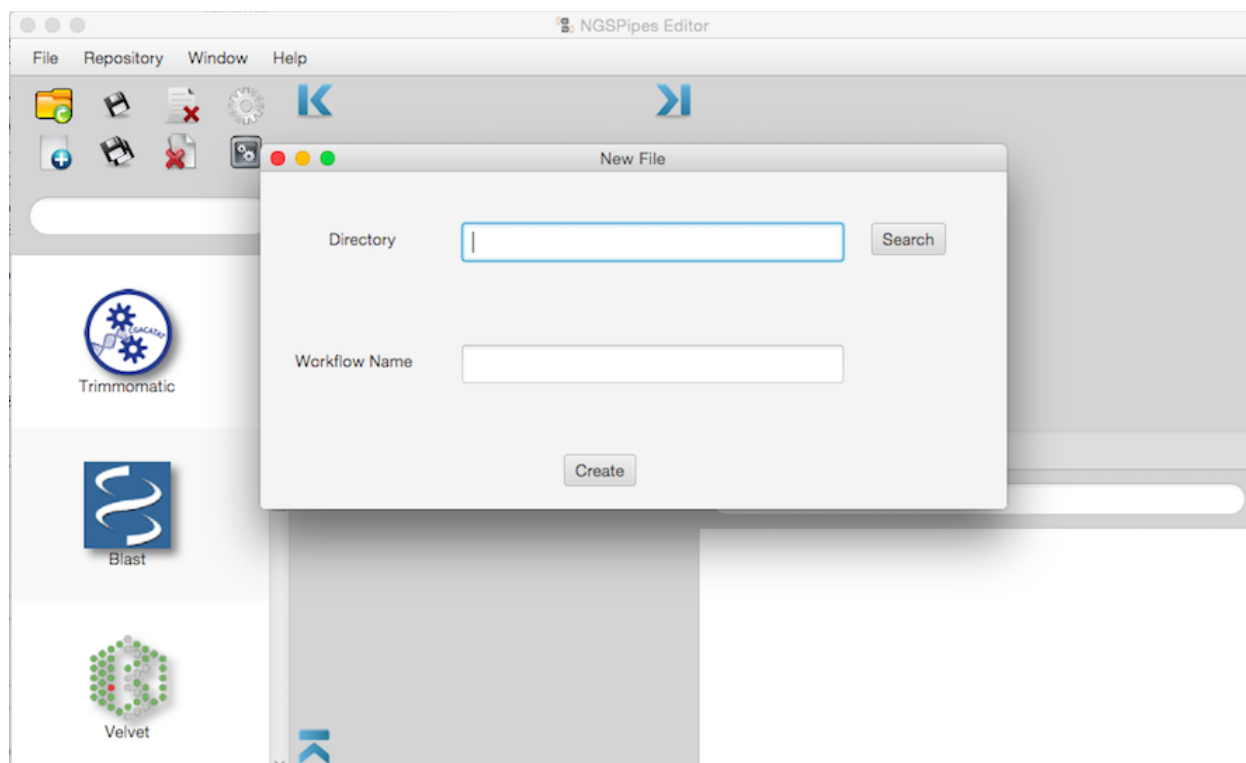 NGSPipes Editor
File Repository Window Help
New File
Directory
Search
Workflow Name
Create
Trimmomatic
Blast
Velvet